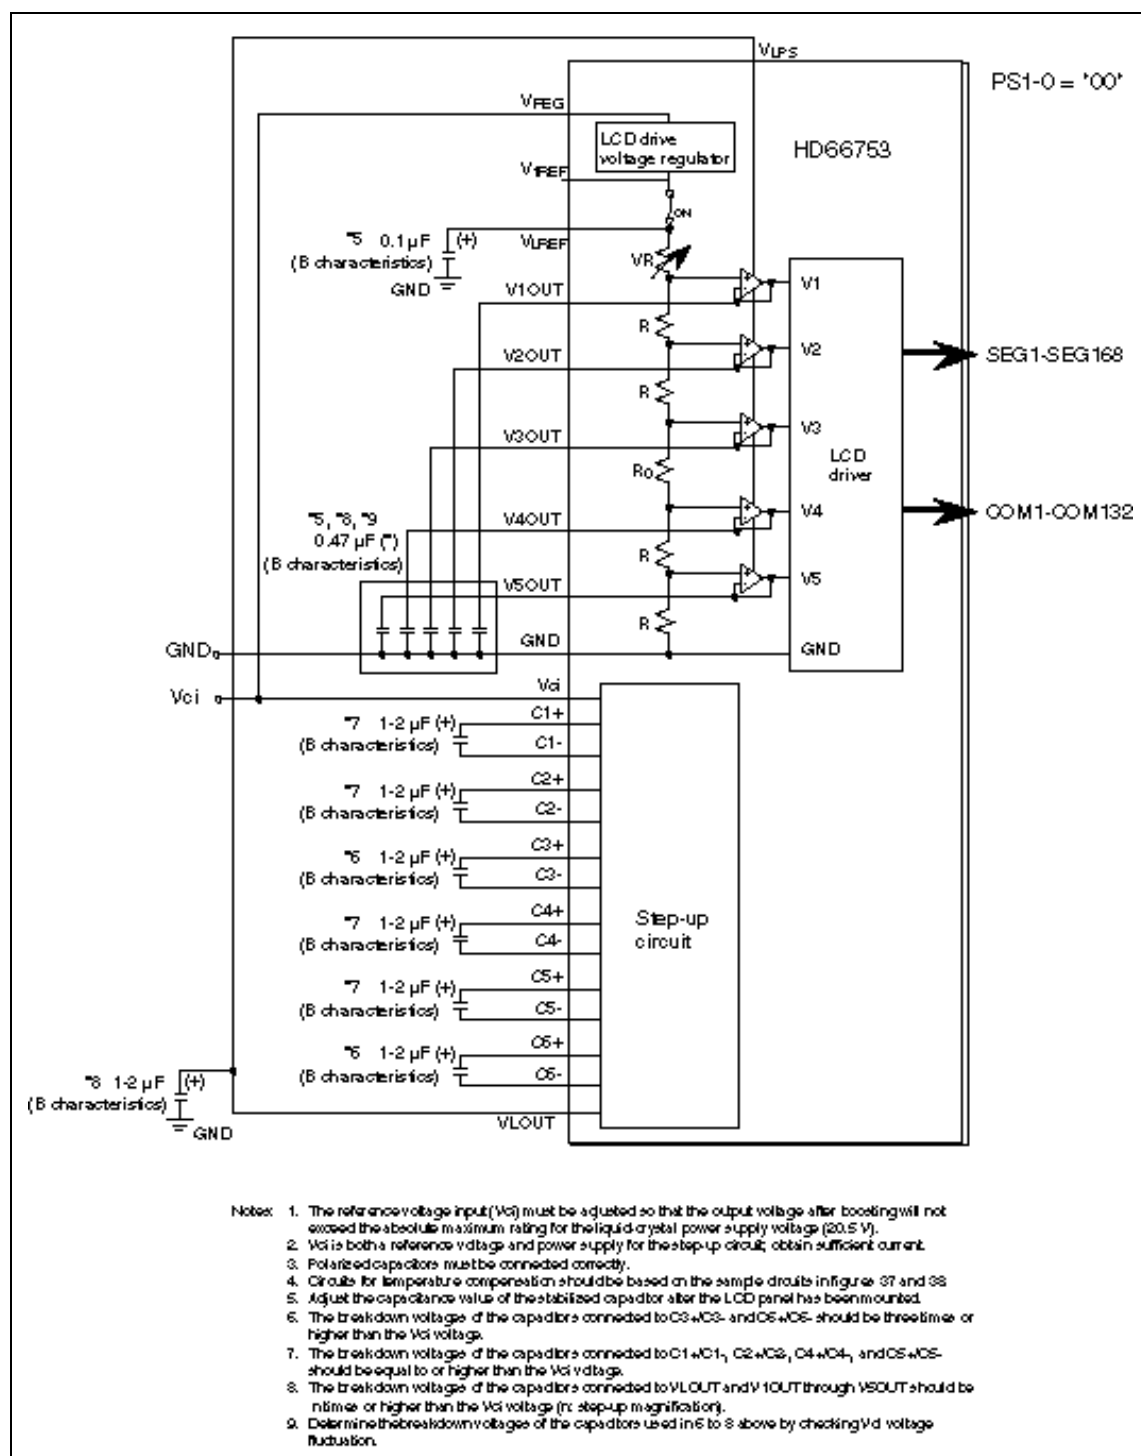 VLPS
PS1-0 = "00"
VREG
LCD drive
voltage regulator
HD66753
V1REF
ON
*5 0.1 µF (+)
(B characteristics)
GND
VLREF
VR
V1OUT
V1
R
V2OUT
V2
SEG1-SEG168
R
V3OUT
V3
LCD
driver
R0
*5, *8, *9
0.47 µF (*)
(B characteristics)
V4OUT
V4
COM1-COM132
R
V5OUT
V5
R
GND
GND
GND
Vci
Vci
C1+
*7 1-2 µF (+)
(B characteristics)
C1-
C2+
*7 1-2 µF (+)
(B characteristics)
C2-
C3+
*6 1-2 µF (+)
(B characteristics)
C3-
C4+
*7 1-2 µF (+)
(B characteristics)
C4-
Step-up
circuit
C5+
*7 1-2 µF (+)
(B characteristics)
C5-
C6+
*6 1-2 µF (+)
(B characteristics)
C6-
*8 1-2 µF (+)
(B characteristics)
GND
VLOUT
Notes: 1. The reference voltage input (Vci) must be adjusted so that the output voltage after boosting will not
exceed the absolute maximum rating for the liquid-crystal power supply voltage (20.5 V).
2. Vci is both a reference voltage and power supply for the step-up circuit; obtain sufficient current.
3. Polarized capacitors must be connected correctly.
4. Circuits for temperature compensation should be based on the sample circuits in figures 37 and 38.
5. Adjust the capacitance value of the stabilized capacitor after the LCD panel has been mounted.
6. The breakdown voltages of the capacitors connected to C3+/C3- and C6+/C6- should be three times or
higher than the Vci voltage.
7. The breakdown voltages of the capacitors connected to C1+/C1-, C2+/C2-, C4+/C4-, and C5+/C5-
should be equal to or higher than the Vci voltage.
8. The breakdown voltages of the capacitors connected to VLOUT and V1OUT through V5OUT should be
n times or higher than the Vci voltage (n: step-up magnification).
9. Determine the breakdown voltages of the capacitors used in 6 to 8 above by checking Vci voltage
fluctuation.